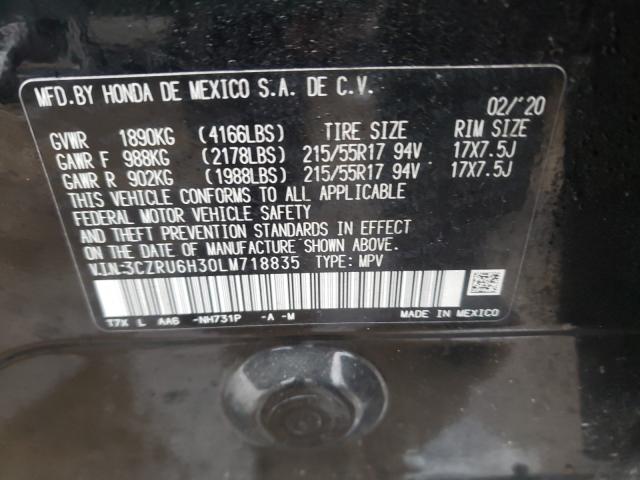 MFD.BY HONDA DE MEXICO S.A. DE C.V.
02/'20
GVWR 1890KG (4166LBS) TIRE SIZE RIM SIZE
GAWR F 988KG (2178LBS) 215/55R17 94V 17X7.5J
GAWR R 902KG (1988LBS) 215/55R17 94V 17X7.5J
THIS VEHICLE CONFORMS TO ALL APPLICABLE
FEDERAL MOTOR VEHICLE SAFETY
AND THEFT PREVENTION STANDARDS IN EFFECT
ON THE DATE OF MANUFACTURE SHOWN ABOVE.
V.I.N.:3CZRU6H30LM718835 TYPE: MPV
T7X L AA6 -NH731P -A -M MADE IN MEXICO